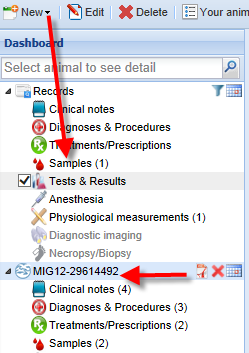 New Edit Delete Your anim
Dashboard
Select animal to see detail
Records
Clinical notes
Diagnoses & Procedures
Treatments/Prescriptions
Samples (1)
Tests & Results
Anesthesia
Physiological measurements (1)
Diagnostic imaging
Necropsy/Biopsy
MIG12-29614492
Clinical notes (4)
Diagnoses & Procedures (3)
Treatments/Prescriptions (2)
Samples (2)